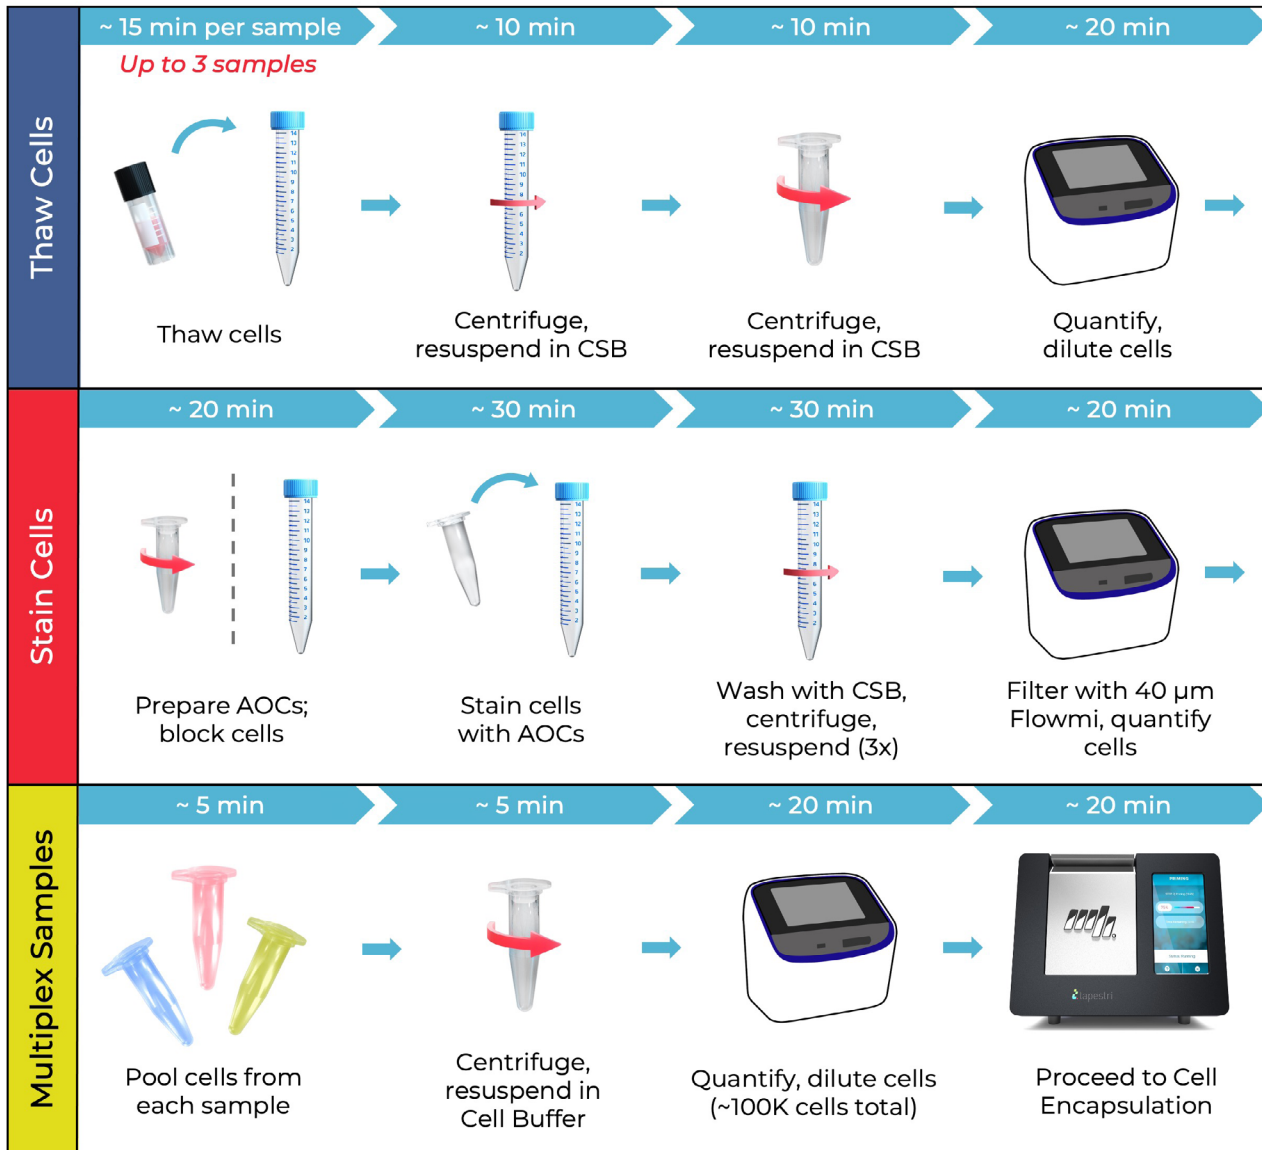 Thaw Cells
~ 15 min per sample
~ 10 min
~ 10 min
~ 20 min
Up to 3 samples
Thaw cells
Centrifuge,
resuspend in CSB
Centrifuge,
resuspend in CSB
Quantify,
dilute cells
Stain Cells
~ 20 min
~ 30 min
~ 30 min
~ 20 min
Prepare AOCs;
block cells
Stain cells
with AOCs
Wash with CSB,
centrifuge,
resuspend (3x)
Filter with 40 µm
Flowmi, quantify
cells
Multiplex Samples
~ 5 min
~ 5 min
~ 20 min
~ 20 min
PRIMING
tapestri
Pool cells from
each sample
Centrifuge,
resuspend in
Cell Buffer
Quantify, dilute cells
(~100K cells total)
Proceed to Cell
Encapsulation